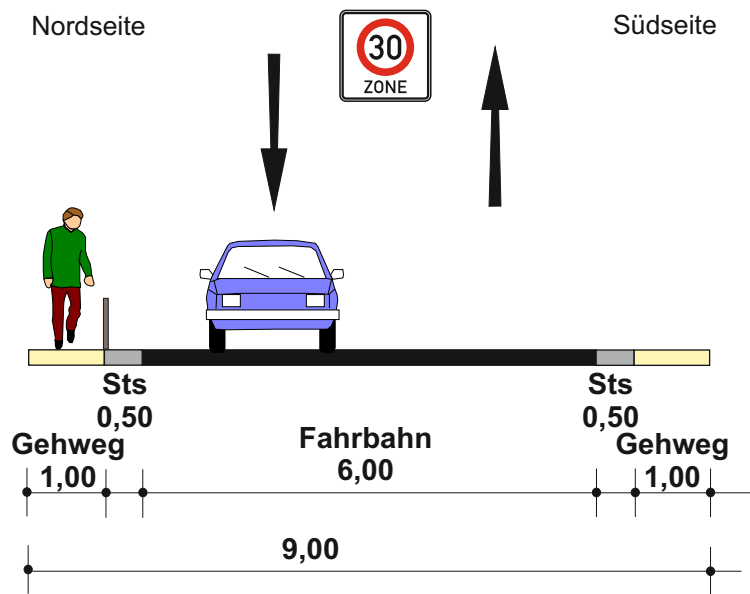 Nordseite
30
ZONE
Südseite
Sts
0,50
Sts
0,50
Gehweg
1,00
Fahrbahn
6,00
Gehweg
1,00
9,00